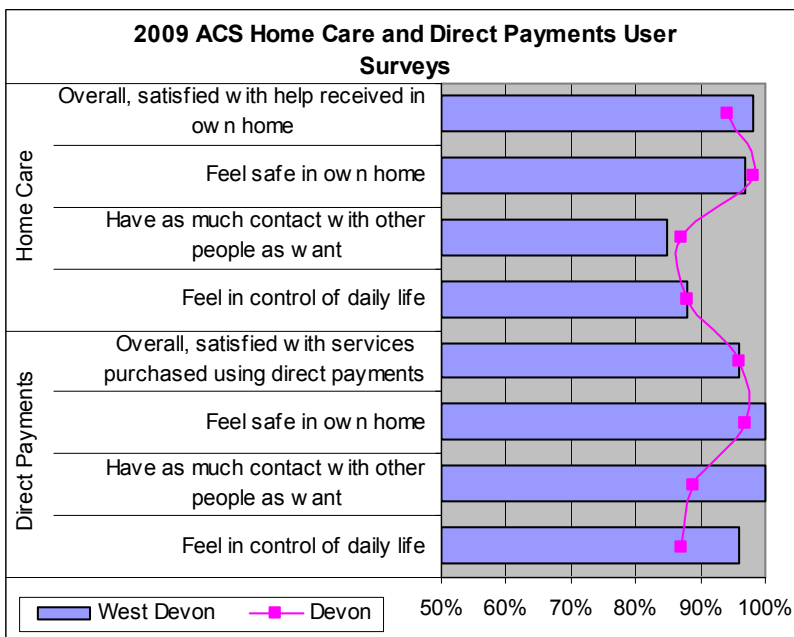 2009 ACS Home Care and Direct Payments User
Surveys
Home Care
Overall, satisfied with help received in
own home
Feel safe in own home
Have as much contact with other
people as want
Feel in control of daily life
Direct Payments
Overall, satisfied with services
purchased using direct payments
Feel safe in own home
Have as much contact with other
people as want
Feel in control of daily life
50% 60% 70% 80% 90% 100%
West Devon Devon